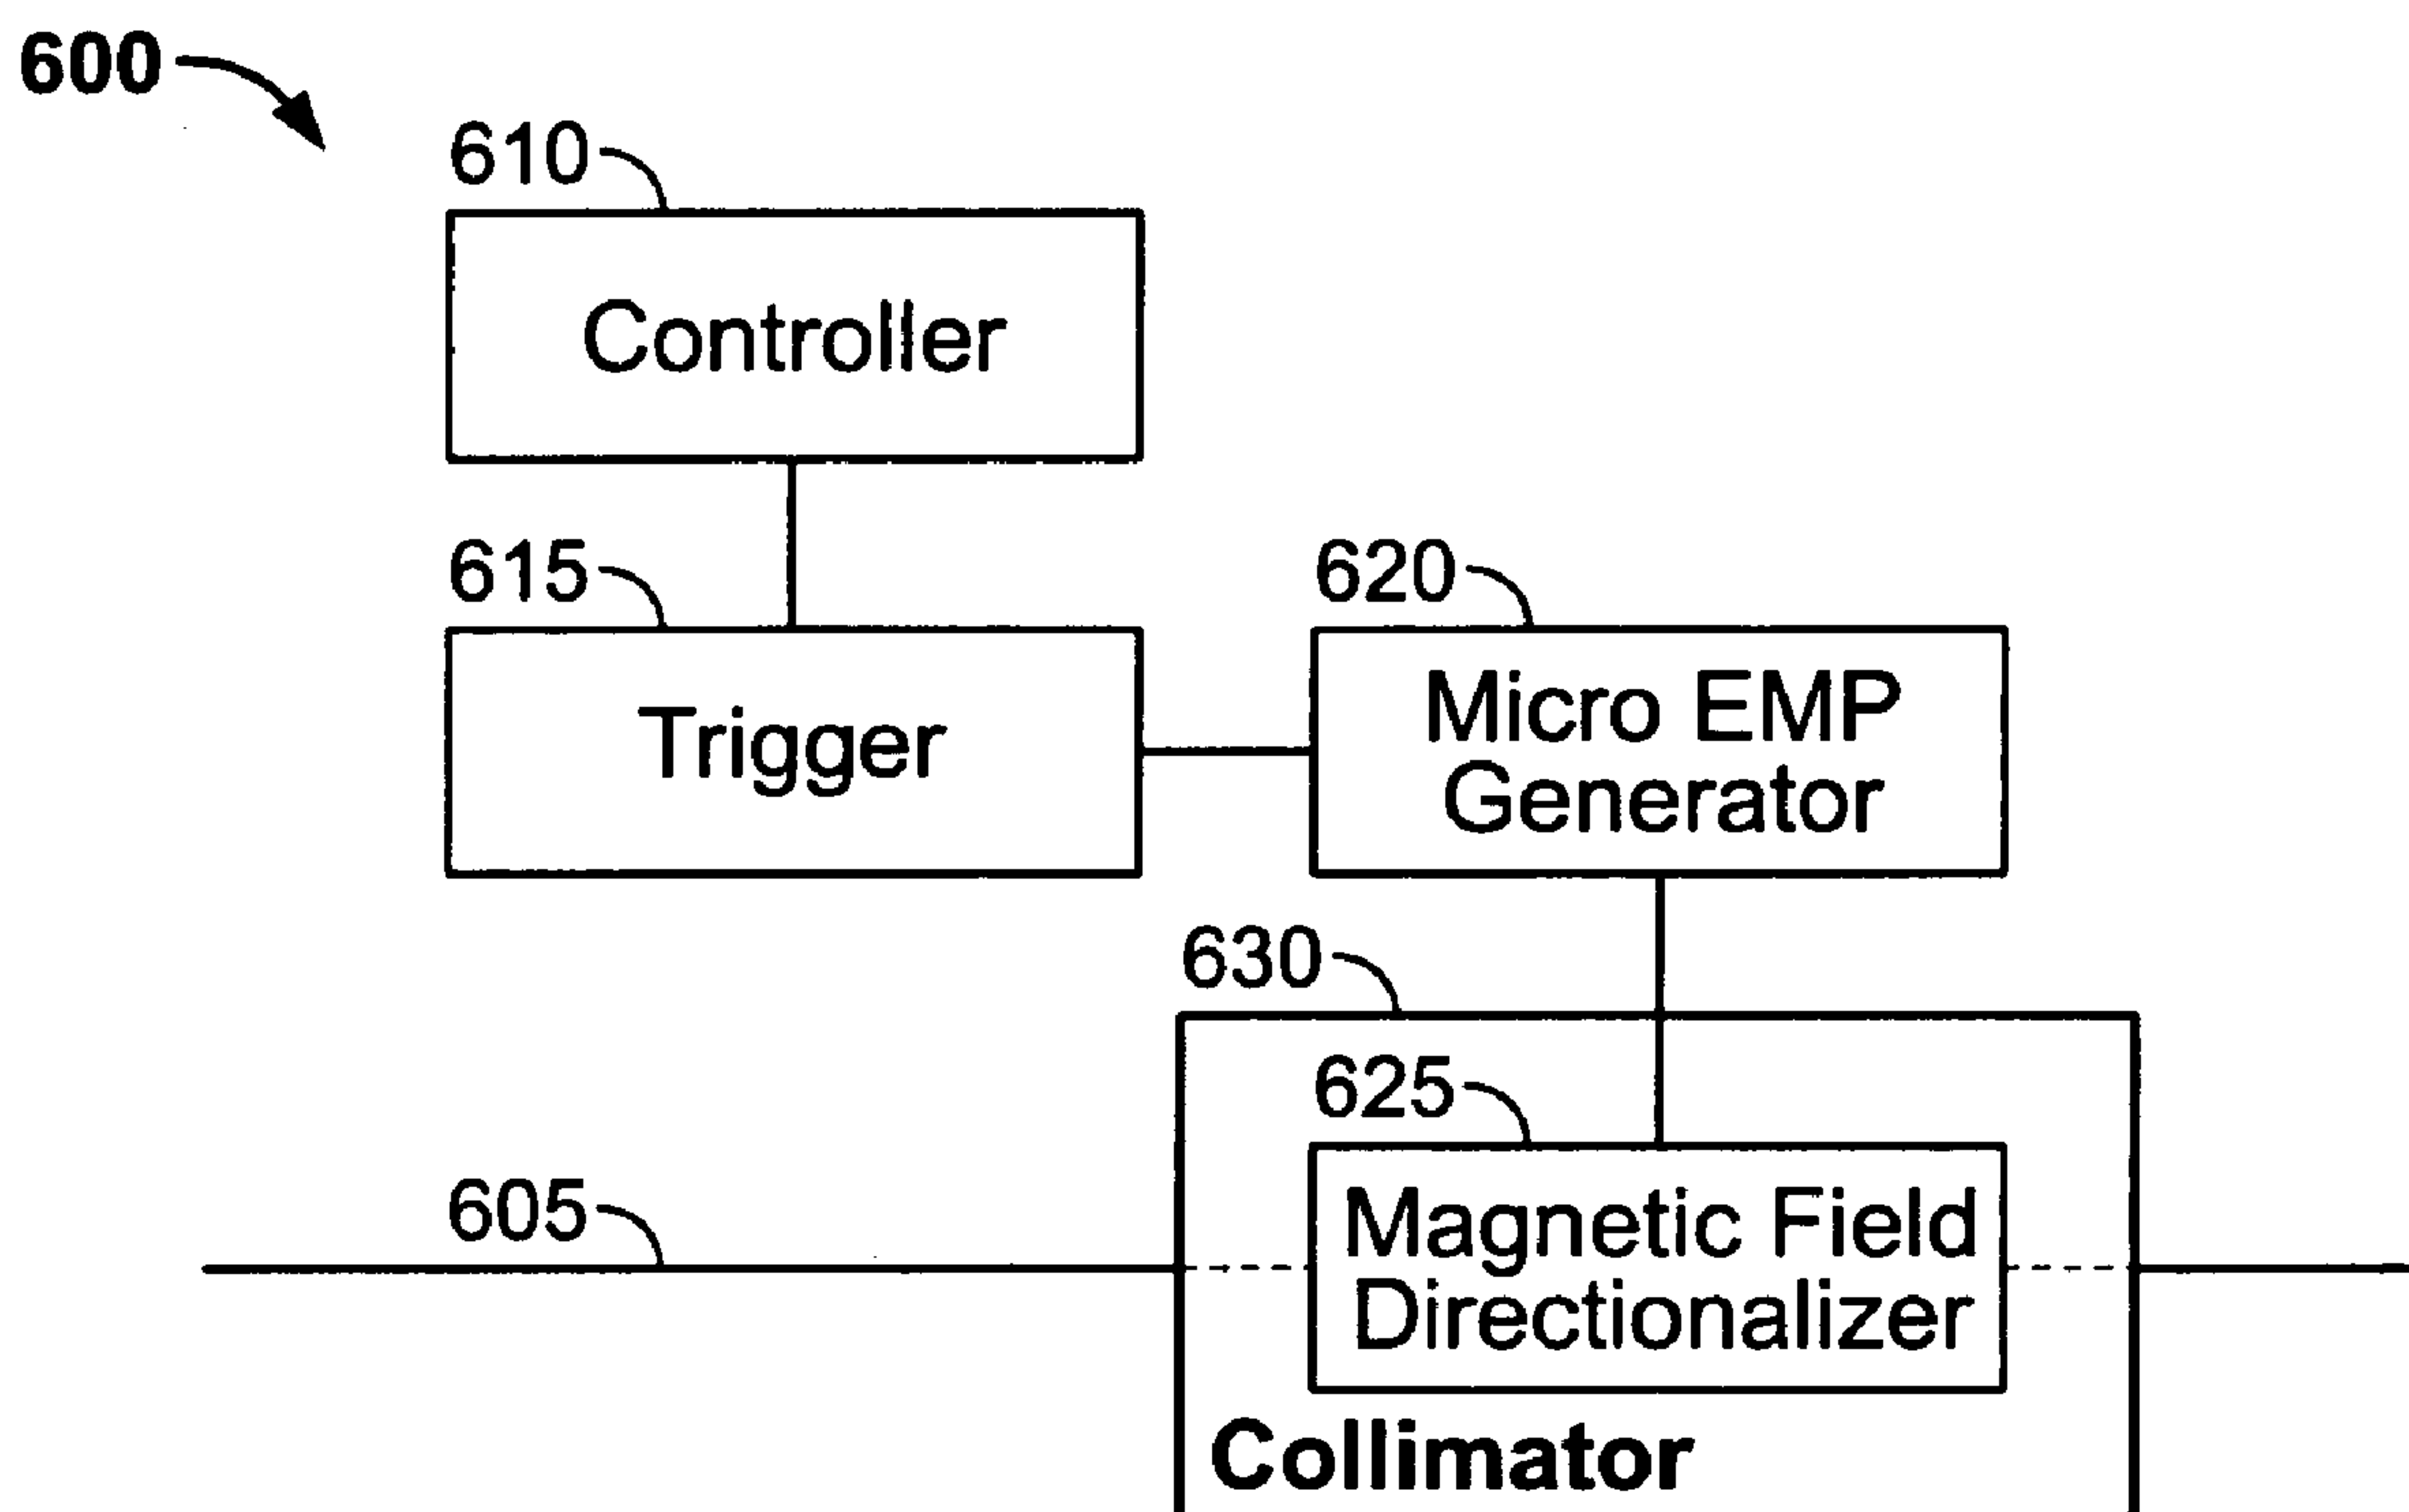 600
610
Controller
615
620
Trigger
Micro EMP
Generator
630
625
605
Magnetic Field
Directionalizer
Collimator